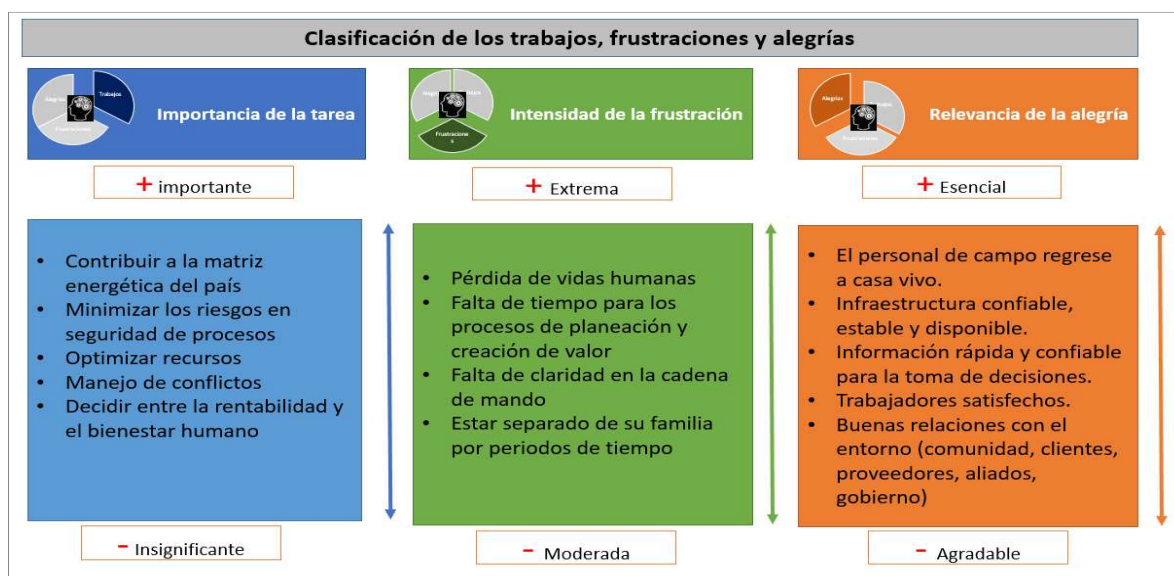 Clasificación de los trabajos, frustraciones y alegrías
Alegrías
Trabajos
Frustraciones
Importancia de la tarea
Frustracione
s
Intensidad de la frustración
Alegrías
Relevancia de la alegría
+ importante
+ Extrema
+ Esencial
• Contribuir a la matriz
energética del país
• Minimizar los riesgos en
seguridad de procesos
• Optimizar recursos
• Manejo de conflictos
• Decidir entre la rentabilidad y
el bienestar humano
• Pérdida de vidas humanas
• Falta de tiempo para los
procesos de planeación y
creación de valor
• Falta de claridad en la cadena
de mando
• Estar separado de su familia
por periodos de tiempo
• El personal de campo regrese
a casa vivo.
• Infraestructura confiable,
estable y disponible.
• Información rápida y confiable
para la toma de decisiones.
• Trabajadores satisfechos.
• Buenas relaciones con el
entorno (comunidad, clientes,
proveedores, aliados,
gobierno)
- Insignificante
- Moderada
- Agradable